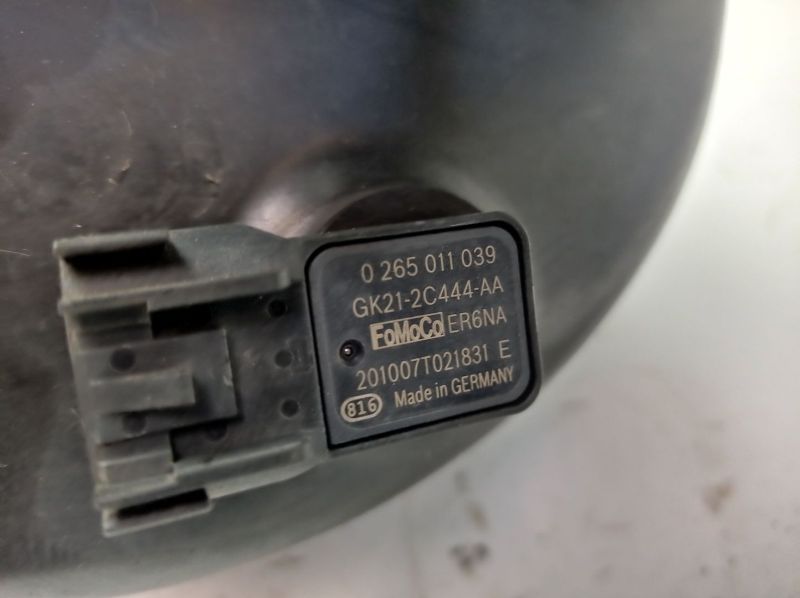 0 265 011 039
GK21-2C444-AA
FoMoCo ER6NA
201007T021831 E
816 Made in GERMANY